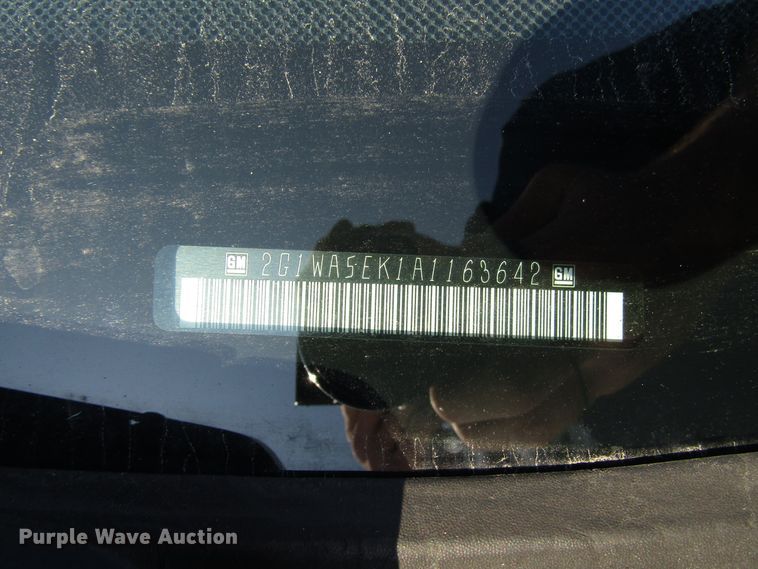 GM 2G1WA5EK1A1163642 GM
Purple Wave Auction